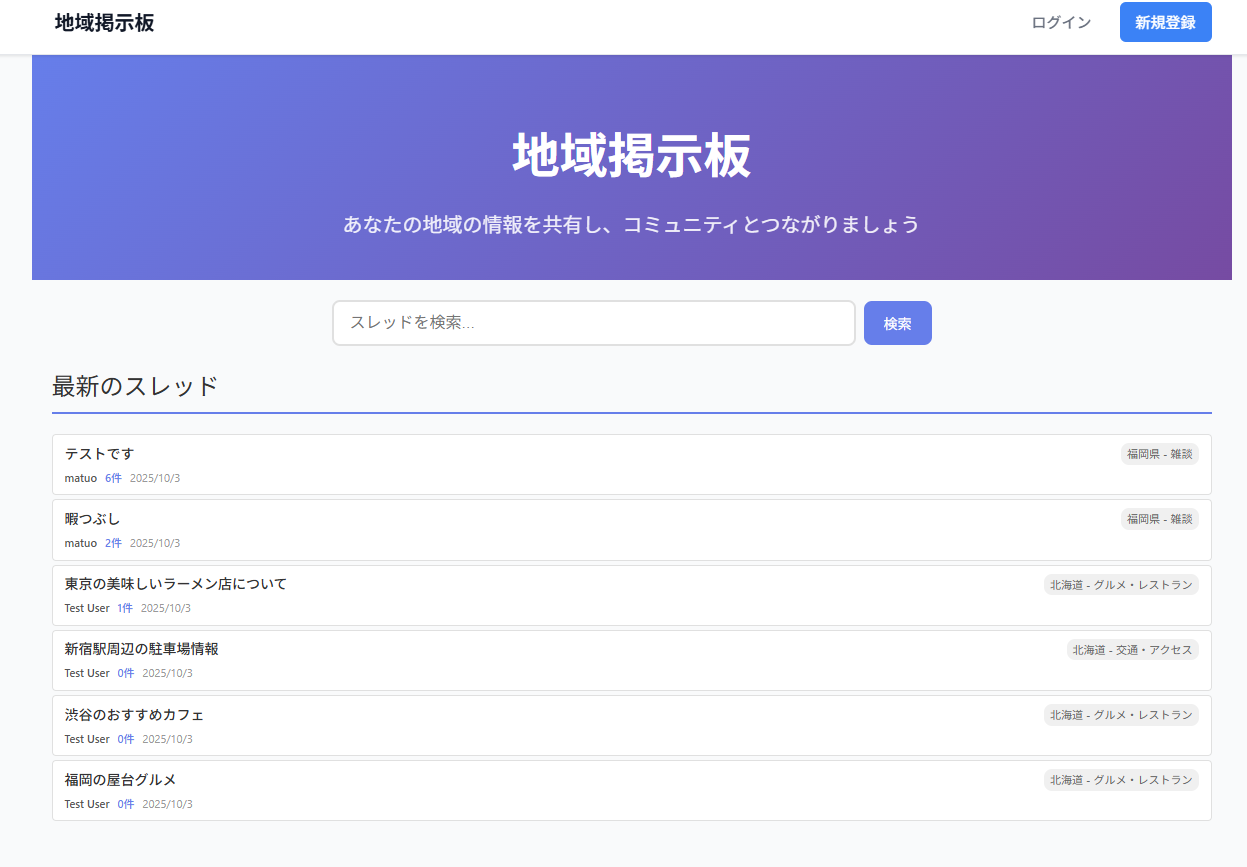 地域掲示板
ログイン
新規登録
地域掲示板
あなたの地域の情報を共有し、コミュニティとつながりましょう
スレッドを検索...
検索
最新のスレッド
テストです
福岡県 - 雑談
matuo 6件 2025/10/3
暇つぶし
福岡県 - 雑談
matuo 2件 2025/10/3
東京の美味しいラーメン店について
北海道 - グルメ・レストラン
Test User 1件 2025/10/3
新宿駅周辺の駐車場情報
北海道 - 交通・アクセス
Test User 0件 2025/10/3
渋谷のおすすめカフェ
北海道 - グルメ・レストラン
Test User 0件 2025/10/3
福岡の屋台グルメ
北海道 - グルメ・レストラン
Test User 0件 2025/10/3